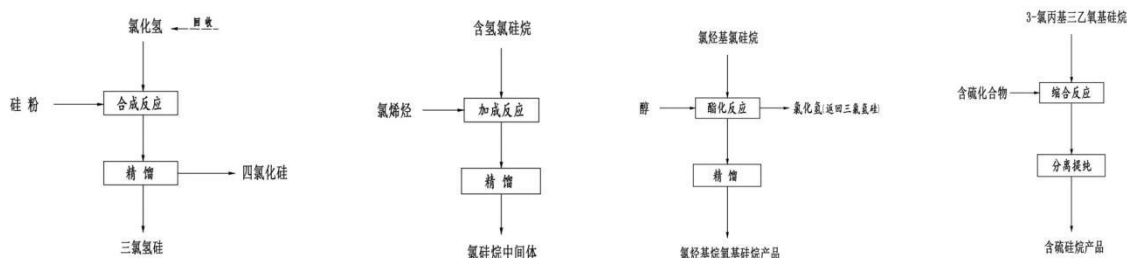 氯化氢
回收
硅 粉
合成反应
精 馏
四氯化硅
三氯氢硅
含氢氯硅烷
氯烯烃
加成反应
精 馏
氯硅烷中间体
氯烃基氯硅烷
醇
酯化反应
氯化氢(返回三氯氢硅)
精 馏
氯烃基烷氧基硅烷产品
3-氯丙基三乙氧基硅烷
含硫化合物
缩合反应
分离提纯
含硫硅烷产品